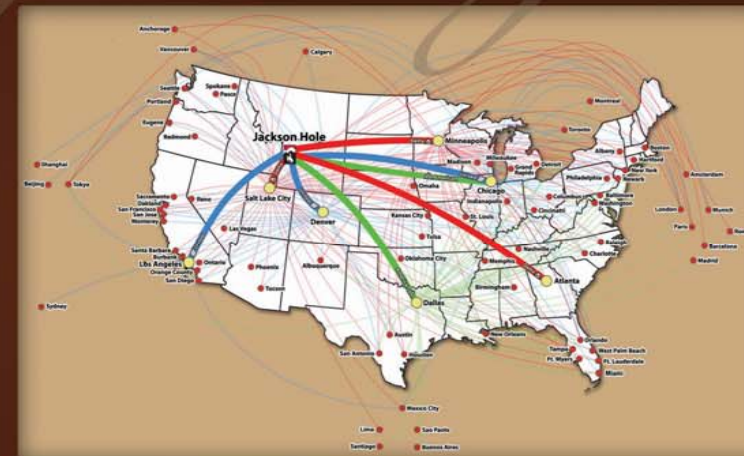 Anchorage
Vancouver
Calgary
Seattle
Spokane
Pasco
Portland
Eugene
Redmond
Jackson Hole
Minneapolis
Montreal
Toronto
Albany
Boston
Hartford
New York
Newark
Philadelphia
Madison
Milwaukee
Detroit
Rapids
Chicago
Shanghai
Beijing
Tokyo
Amsterdam
London
Munich
Paris
Barcelona
Madrid
Sacramento
Oakland
San Francisco
San Jose
Monterey
Reno
Salt Lake City
Denver
Omaha
Kansas City
Indianapolis
St. Louis
Cincinnati
Las Vegas
Tulsa
Raleigh
Charlotte
Nashville
Memphis
Santa Barbara
Burbank
Los Angeles
Ontario
Orange County
San Diego
Phoenix
Tucson
Albuquerque
Oklahoma City
Birmingham
Atlanta
Dallas
Sydney
Austin
San Antonio
Houston
New Orleans
Orlando
Tampa
West Palm Beach
Ft. Myers
Ft. Lauderdale
Miami
Mexico City
Lima
Sao Paolo
Santiago
Buenos Aires